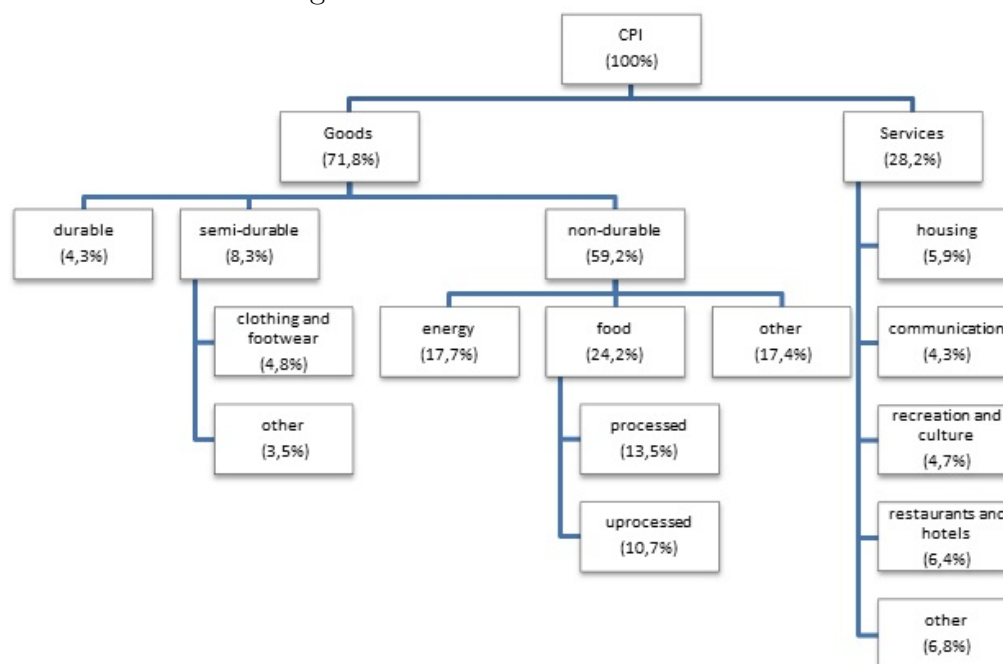 CPI
(100%)
Goods
(71,8%)
Services
(28,2%)
durable
(4,3%)
semi-durable
(8,3%)
non-durable
(59,2%)
housing
(5,9%)
clothing and
footwear
(4,8%)
energy
(17,7%)
food
(24,2%)
other
(17,4%)
communication
(4,3%)
other
(3,5%)
processed
(13,5%)
recreation and
culture
(4,7%)
uprocessed
(10,7%)
restaurants and
hotels
(6,4%)
other
(6,8%)